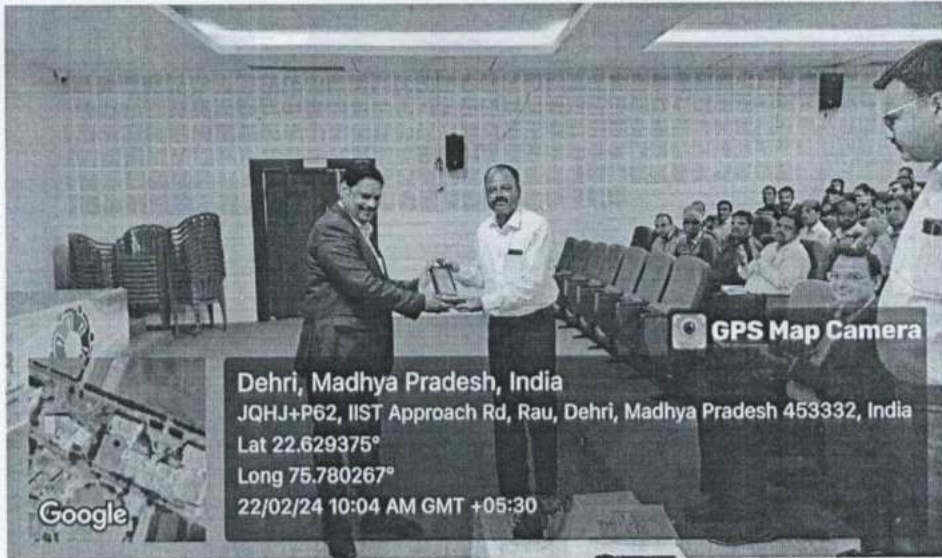 GPS Map Camera
Dehri, Madhya Pradesh, India
JQHJ+P62, IIST Approach Rd, Rau, Dehri, Madhya Pradesh 453332, India
Lat 22.629375°
Long 75.780267°
22/02/24 10:04 AM GMT +05:30
Google